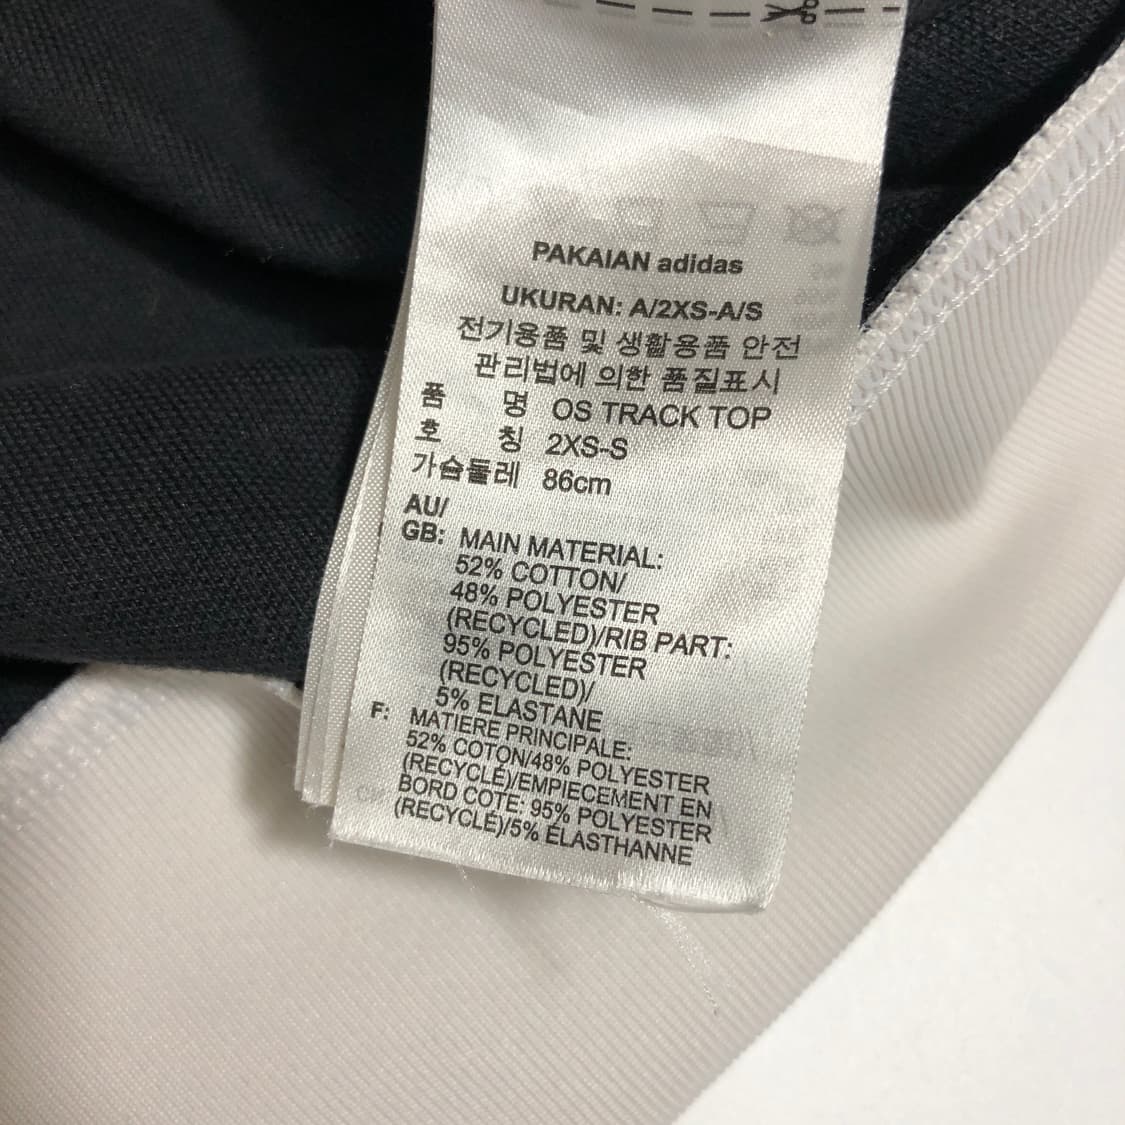 PAKAIAN adidas
UKURAN: A/2XS-A/S
전기용품 및 생활용품 안전
관리법에 의한 품질표시
품 명 OS TRACK TOP
호 칭 2XS-S
가슴둘레 86cm
AU/
GB: MAIN MATERIAL:
52% COTTON/
48% POLYESTER
(RECYCLED)/RIB PART:
95% POLYESTER
(RECYCLED)/
5% ELASTANE
F: MATIERE PRINCIPALE:
52% COTON/48% POLYESTER
(RECYCLÉ)/EMPIECEMENT EN
BORD COTE: 95% POLYESTER
(RECYCLÉ)/5% ÉLASTHANNE